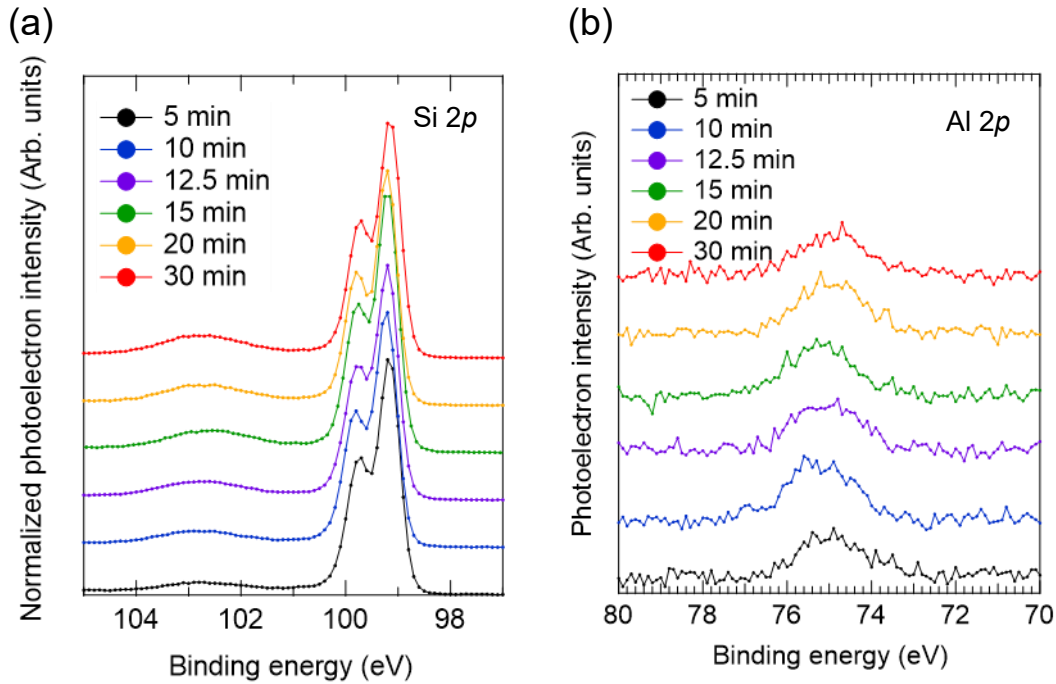 (a)
Normalized photoelectron intensity (Arb. units)
Si 2p
5 min
10 min
12.5 min
15 min
20 min
30 min
104 102 100 98
Binding energy (eV)
(b)
Photoelectron intensity (Arb. units)
Al 2p
5 min
10 min
12.5 min
15 min
20 min
30 min
80 78 76 74 72 70
Binding energy (eV)